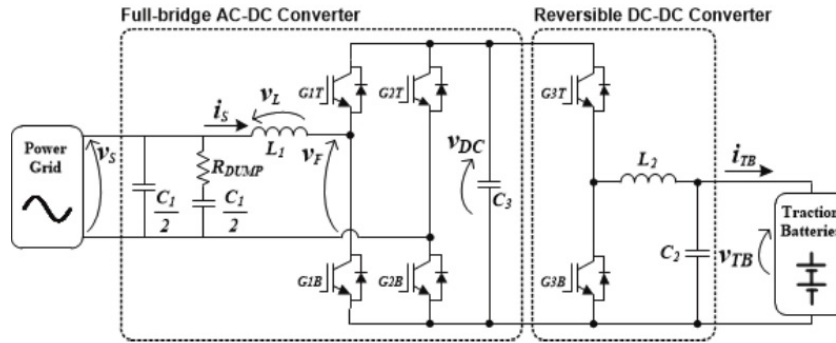 Full-bridge AC-DC Converter
Reversible DC-DC Converter
Power
Grid
vS
iS
vL
L1
vF
RDUMP
C1
2
C1
2
G1T
G2T
G1B
G2B
vDC
C3
G3T
G3B
L2
C2
iTB
vTB
Traction
Batteries